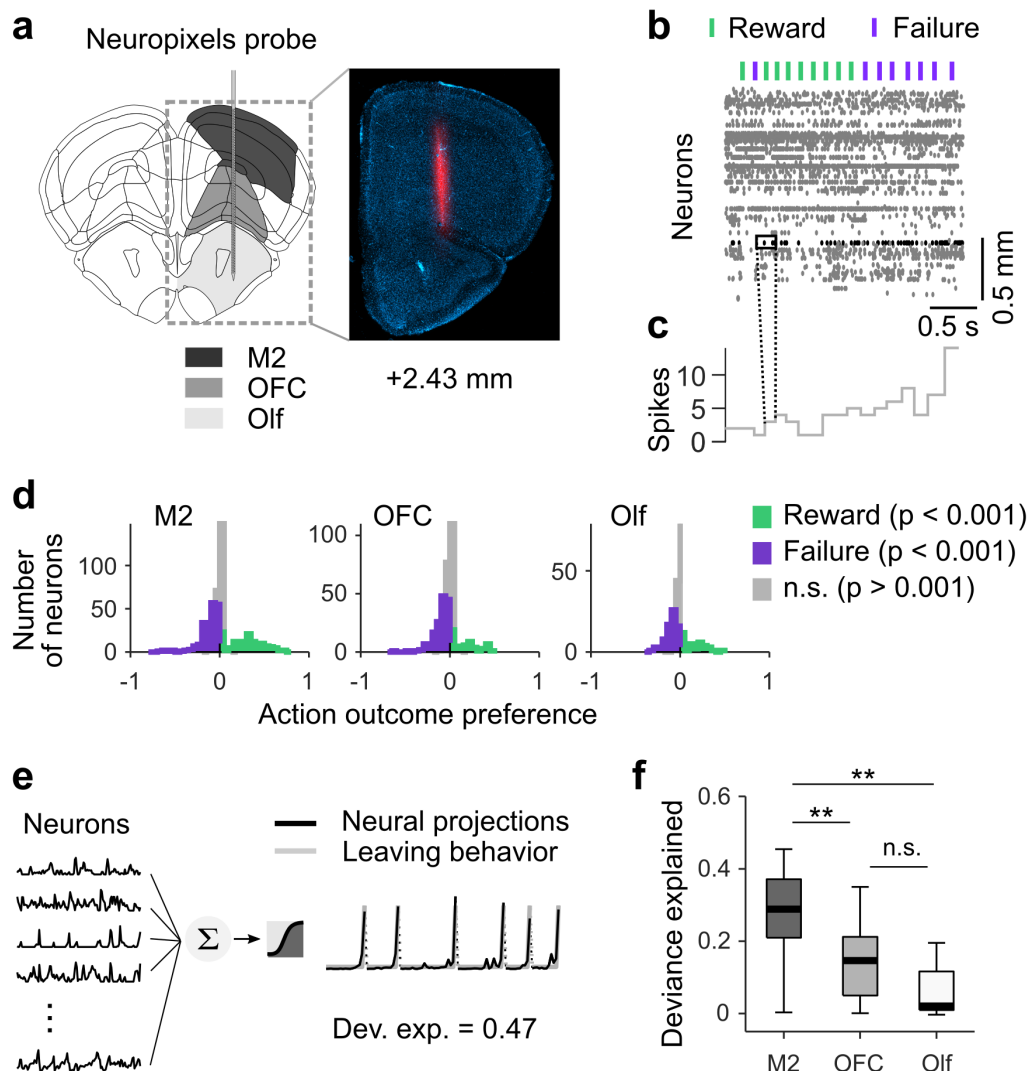 a
Neuropixels probe
M2
OFC
Olf
+2.43 mm
b
Reward
Failure
Neurons
0.5 mm
0.5 s
c
Spikes
10
5
0
d
Number
of neurons
M2
100
50
0
-1
0
1
OFC
100
50
0
-1
0
1
Olf
50
0
-1
0
1
Action outcome preference
Reward (p < 0.001)
Failure (p < 0.001)
n.s. (p > 0.001)
e
Neurons
Σ
Neural projections
Leaving behavior
Dev. exp. = 0.47
f
Deviance explained
0.6
0.4
0.2
0
**
**
n.s.
M2
OFC
Olf